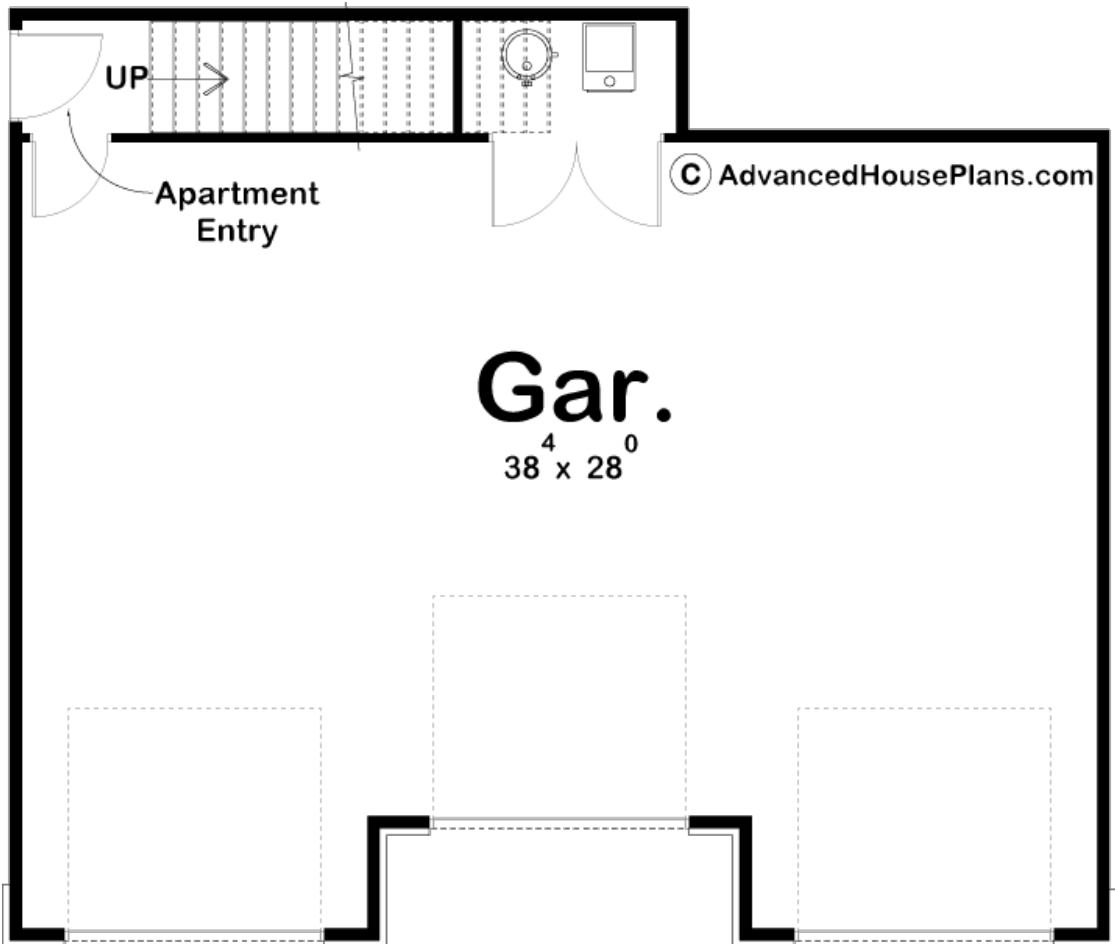 UP
Apartment
Entry
© AdvancedHousePlans.com
Gar.
38⁴ x 28⁰